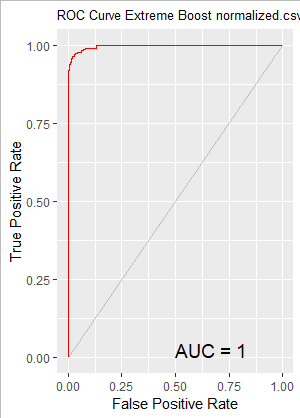 ROC Curve Extreme Boost normalized.csv
1.00
0.75
0.50
0.25
0.00
True Positive Rate
AUC = 1
0.00 0.25 0.50 0.75 1.00
False Positive Rate